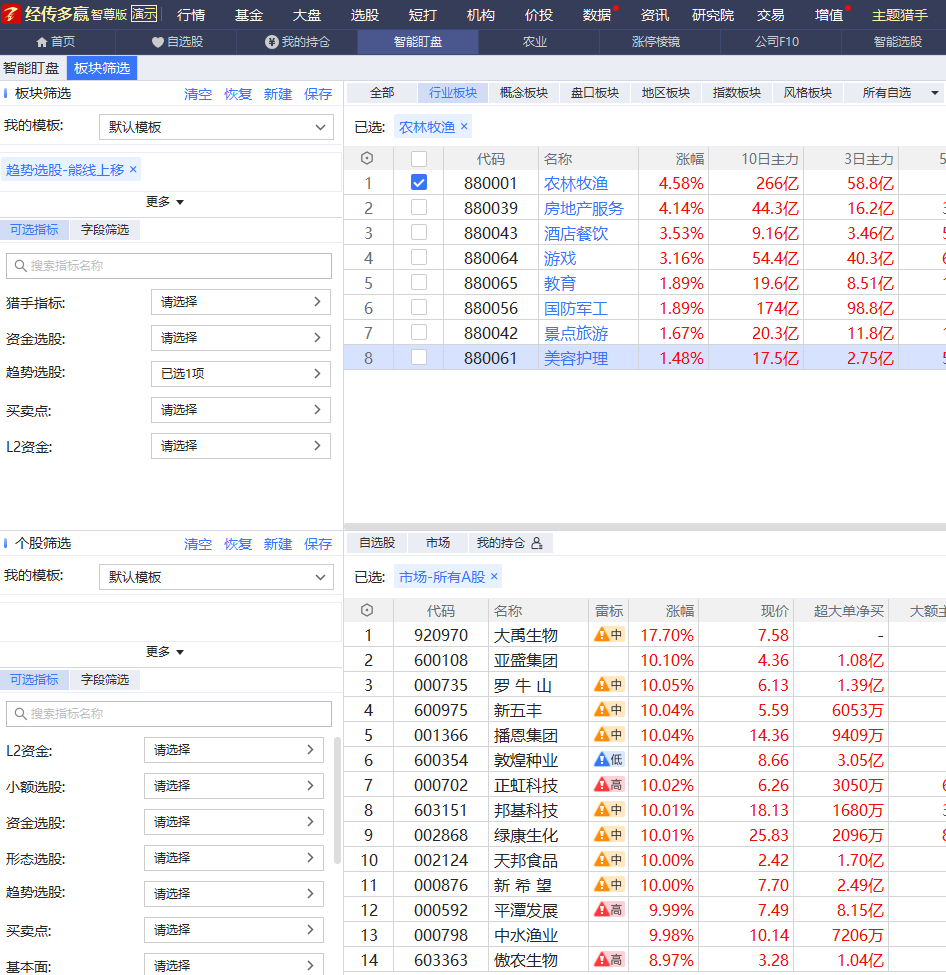 经传多赢 智尊版 演示 行情 基金 大盘 选股 短打 机构 价投 数据 资讯 研究院 交易 增值 主题猎手
首页 自选股 我的持仓 智能盯盘 农业 涨停棱镜 公司F10 智能选股
智能盯盘 板块筛选
板块筛选 清空 恢复 新建 保存
我的模板: 默认模板
趋势选股-熊线上移 ×
更多
可选指标 字段筛选
搜索指标名称
猎手指标: 请选择
资金选股: 请选择
趋势选股: 已选1项
买卖点: 请选择
L2资金: 请选择
全部 行业板块 概念板块 盘口板块 地区板块 指数板块 风格板块 所有自选
已选: 农林牧渔 ×
代码 名称 涨幅 10日主力 3日主力 5
1 880001 农林牧渔 4.58% 266亿 58.8亿
2 880039 房地产服务 4.14% 44.3亿 16.2亿
3 880043 酒店餐饮 3.53% 9.16亿 3.46亿
4 880064 游戏 3.16% 54.4亿 40.3亿
5 880065 教育 1.89% 19.6亿 8.51亿
6 880056 国防军工 1.89% 174亿 98.8亿
7 880042 景点旅游 1.67% 20.3亿 11.8亿
8 880061 美容护理 1.48% 17.5亿 2.75亿
个股筛选 清空 恢复 新建 保存
我的模板: 默认模板
更多
可选指标 字段筛选
搜索指标名称
L2资金: 请选择
小额选股: 请选择
资金选股: 请选择
形态选股: 请选择
趋势选股: 请选择
买卖点: 请选择
基本面: 请选择
自选股 市场 我的持仓
已选: 市场-所有A股 ×
代码 名称 雷标 涨幅 现价 超大单净买 大额主
1 920970 大禹生物 中 17.70% 7.58 -
2 600108 亚盛集团 10.10% 4.36 1.08亿
3 000735 罗 牛 山 中 10.05% 6.13 1.39亿
4 600975 新五丰 中 10.04% 5.59 6053万
5 001366 播恩集团 中 10.04% 14.36 9409万
6 600354 敦煌种业 低 10.04% 8.66 3.05亿
7 000702 正虹科技 高 10.02% 6.26 3050万
8 603151 邦基科技 中 10.01% 18.13 1680万
9 002868 绿康生化 中 10.01% 25.83 2096万
10 002124 天邦食品 中 10.00% 2.42 1.70亿
11 000876 新 希 望 中 10.00% 7.70 2.49亿
12 000592 平潭发展 高 9.99% 7.49 8.15亿
13 000798 中水渔业 9.98% 10.14 7206万
14 603363 傲农生物 高 8.97% 3.28 1.04亿